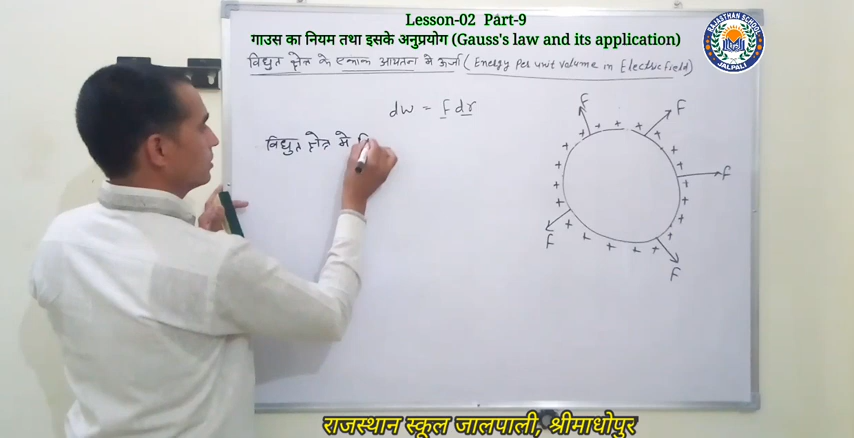 Lesson-02 Part-9
गाउस का नियम तथा इसके अनुप्रयोग (Gauss's law and its application)
RAJASTHAN SCHOOL
JALPALI
विद्युत क्षेत्र के एकांक आयतन में ऊर्जा (Energy Per unit volume in Electric field)
dw = F dr
विद्युत क्षेत्र में
F
F
F
F
F
+ + + + + + + + + + + + + + + + + + + + + + + +
राजस्थान स्कूल जालपाली, श्रीमाधोपुर